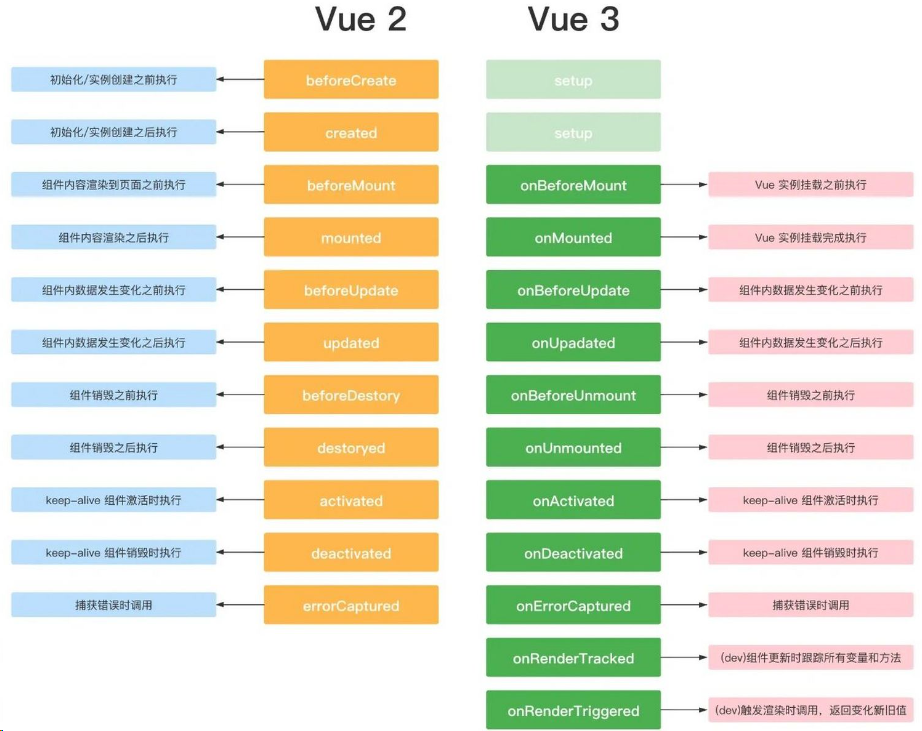 Vue 2
Vue 3
初始化/实例创建之前执行
beforeCreate
setup
初始化/实例创建之后执行
created
setup
组件内容渲染到页面之前执行
beforeMount
onBeforeMount
Vue 实例挂载之前执行
组件内容渲染之后执行
mounted
onMounted
Vue 实例挂载完成执行
组件内数据发生变化之前执行
beforeUpdate
onBeforeUpdate
组件内数据发生变化之前执行
组件内数据发生变化之后执行
updated
onUpadated
组件内数据发生变化之后执行
组件销毁之前执行
beforeDestory
onBeforeUnmount
组件销毁之前执行
组件销毁之后执行
destoryed
onUnmounted
组件销毁之后执行
keep-alive 组件激活时执行
activated
onActivated
keep-alive 组件激活时执行
keep-alive 组件销毁时执行
deactivated
onDeactivated
keep-alive 组件销毁时执行
捕获错误时调用
errorCaptured
onErrorCaptured
捕获错误时调用
onRenderTracked
(dev)组件更新时跟踪所有变量和方法
onRenderTriggered
(dev)触发渲染时调用，返回变化新旧值